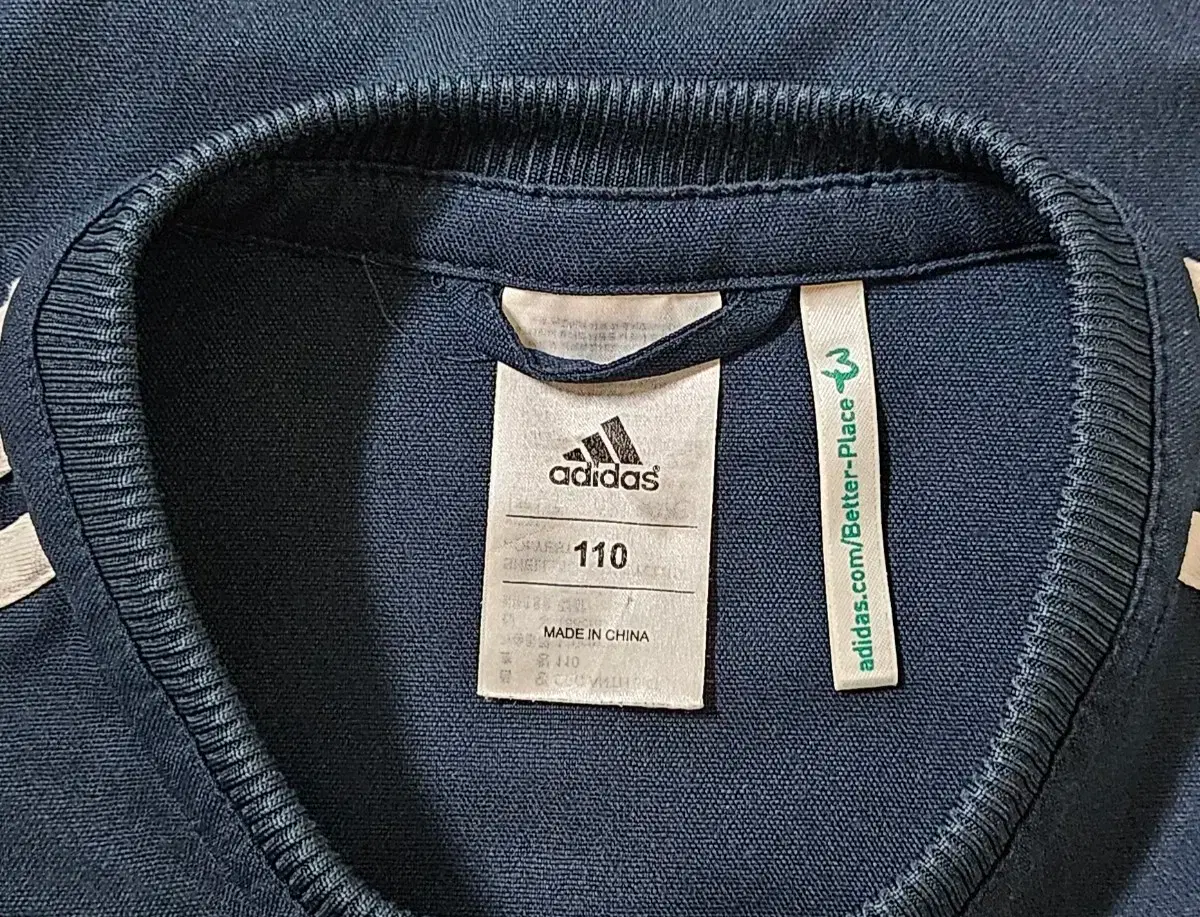 adidas®
110
MADE IN CHINA
adidas.com/Better-Place